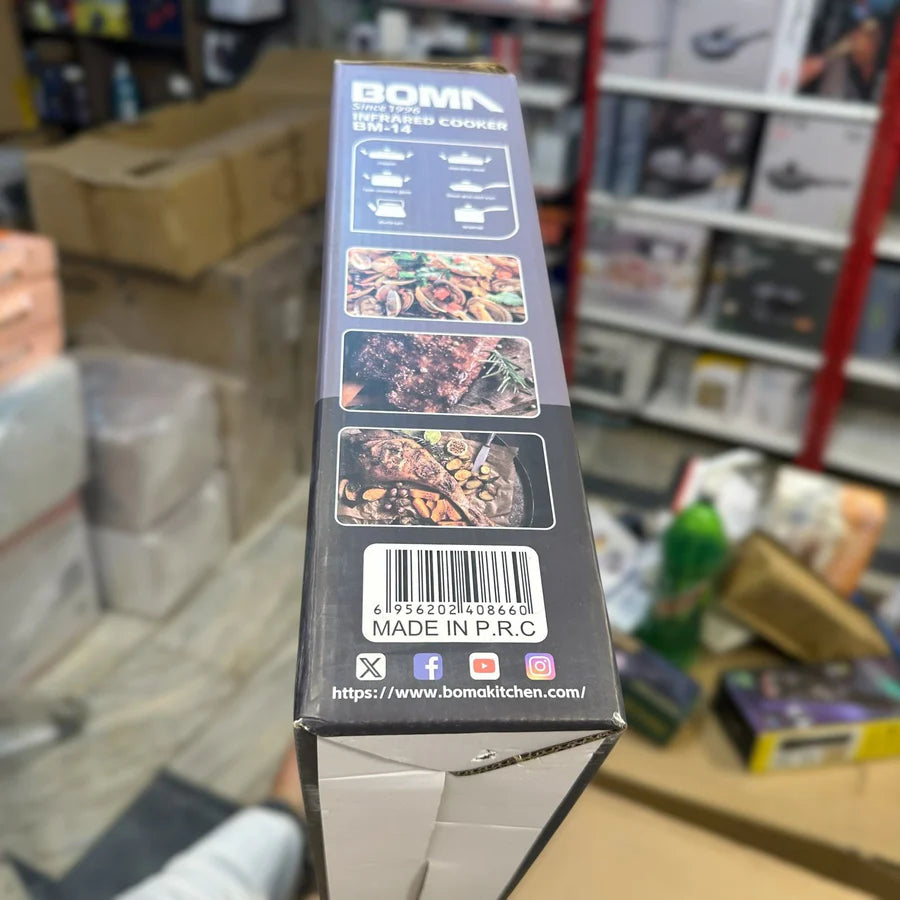 BOMA
Since 1996
INFRARED COOKER
BM-14
6 956202 408660
MADE IN P.R.C
https://www.bomakitchen.com/